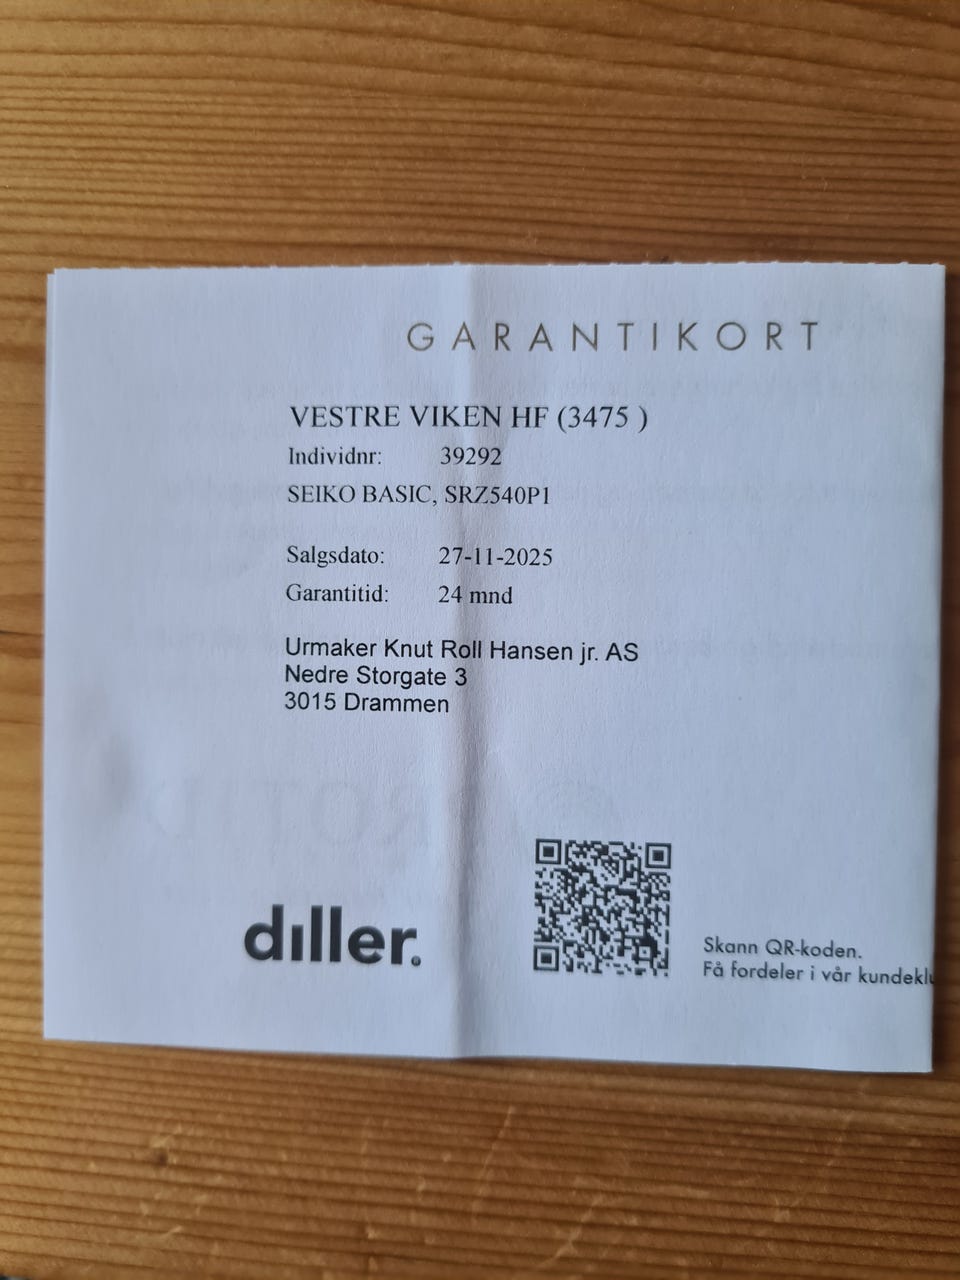 GARANTIKORT
VESTRE VIKEN HF (3475 )
Individnr: 39292
SEIKO BASIC, SRZ540P1
Salgsdato: 27-11-2025
Garantitid: 24 mnd
Urmaker Knut Roll Hansen jr. AS
Nedre Storgate 3
3015 Drammen
diller.
Skann QR-koden.
Få fordeler i vår